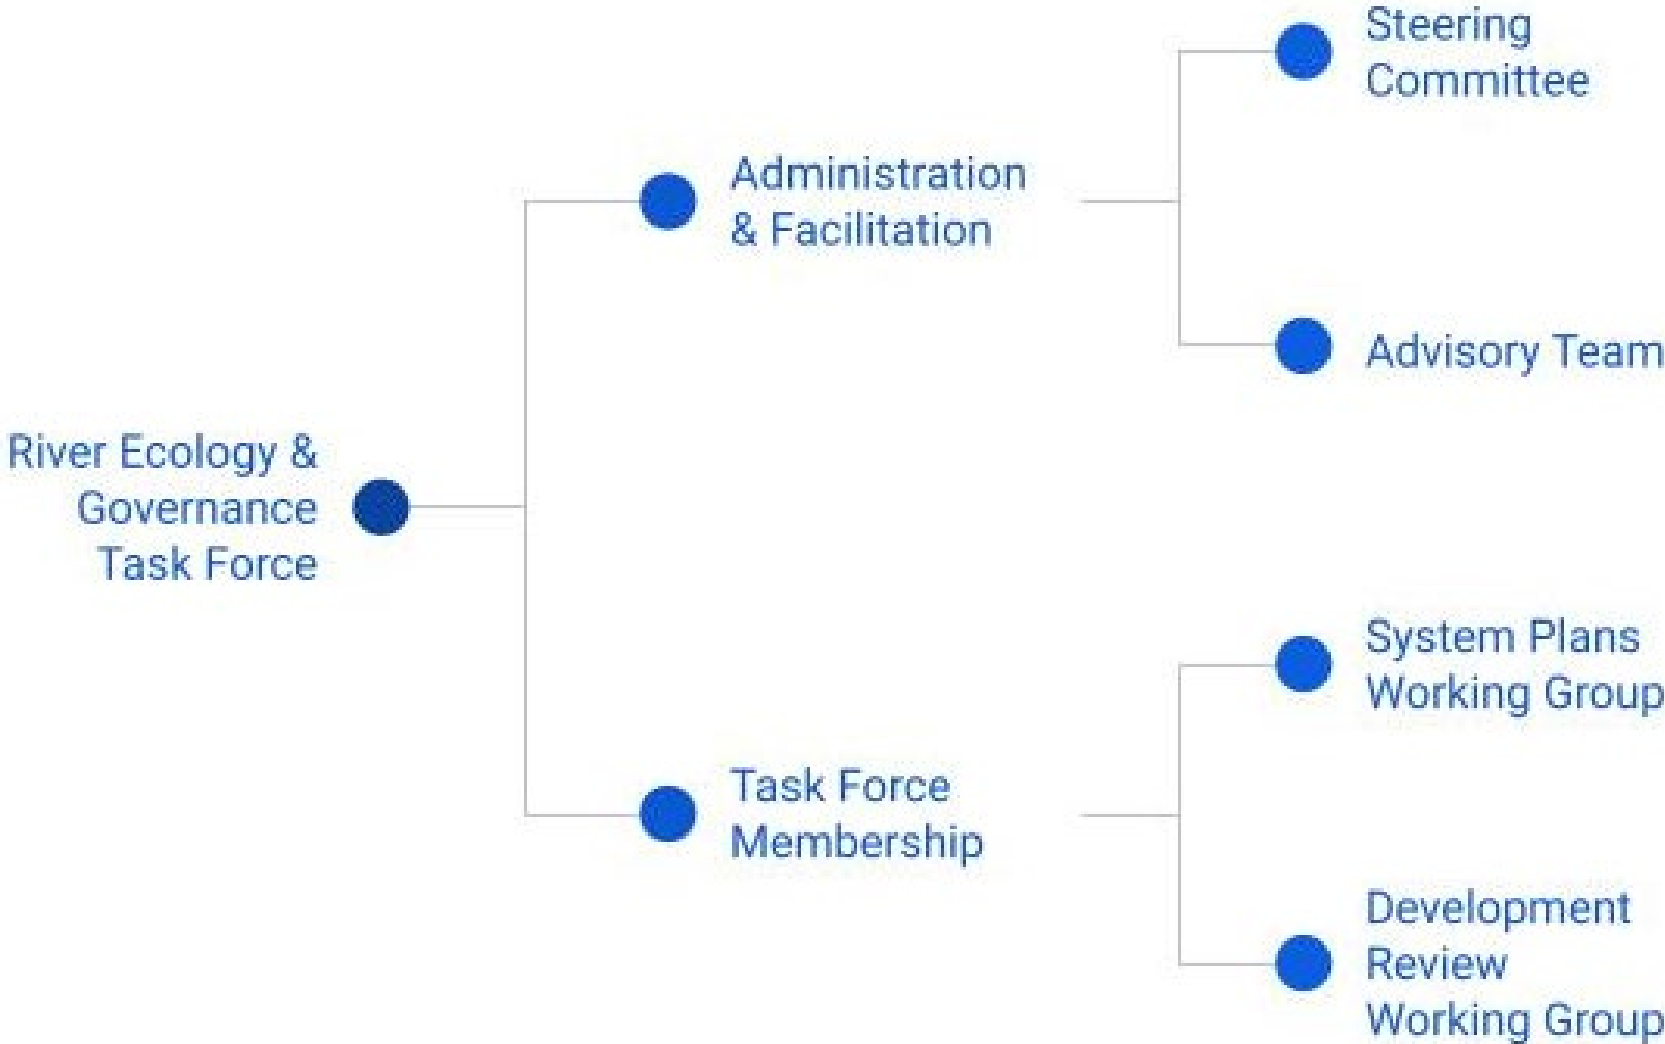 River Ecology &
Governance
Task Force
Administration
& Facilitation
Steering
Committee
Advisory Team
Task Force
Membership
System Plans
Working Group
Development
Review
Working Group